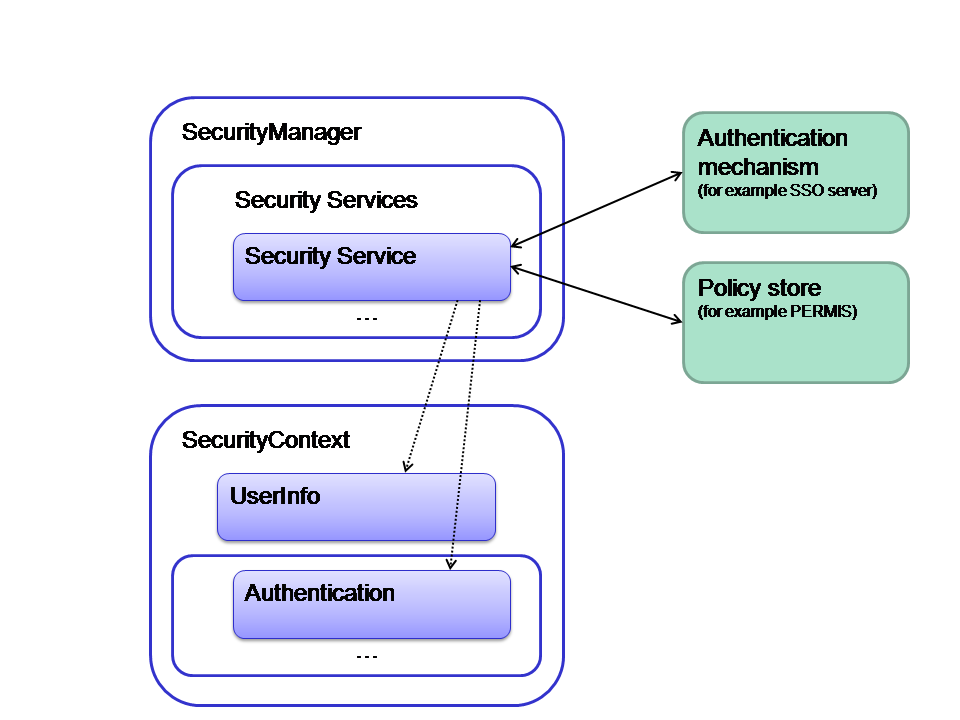 SecurityManager
Security Services
Security Service
...
Authentication
mechanism
(for example SSO server)
Policy store
(for example PERMIS)
SecurityContext
UserInfo
Authentication
...